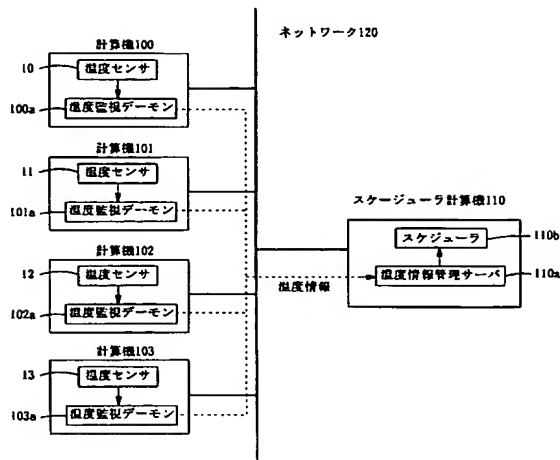 計算機100
10
温度センサ
100a
温度監視デーモン
計算機101
11
温度センサ
101a
温度監視デーモン
計算機102
12
温度センサ
102a
温度監視デーモン
計算機103
13
温度センサ
103a
温度監視デーモン
ネットワーク120
スケージューラ計算機110
スケジューラ
110b
温度情報管理サーバ
110a
温度情報